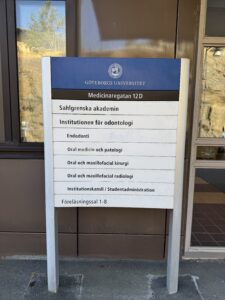 GÖTEBORGS UNIVERSITET
Medicinaregatan 12D
Sahlgrenska akademin
Institutionen för odontologi
Endodonti
Oral medicin och patologi
Oral och maxillofacial kirurgi
Oral och maxillofacial radiologi
Institutionskansli / Studentadministration
Föreläsningssal 1-8